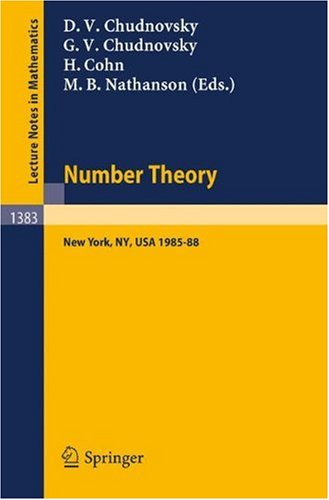 D. V. Chudnovsky
G. V. Chudnovsky
H. Cohn
M. B. Nathanson (Eds.)
Lecture Notes in Mathematics
Number Theory
1383
New York, NY, USA 1985-88
Springer